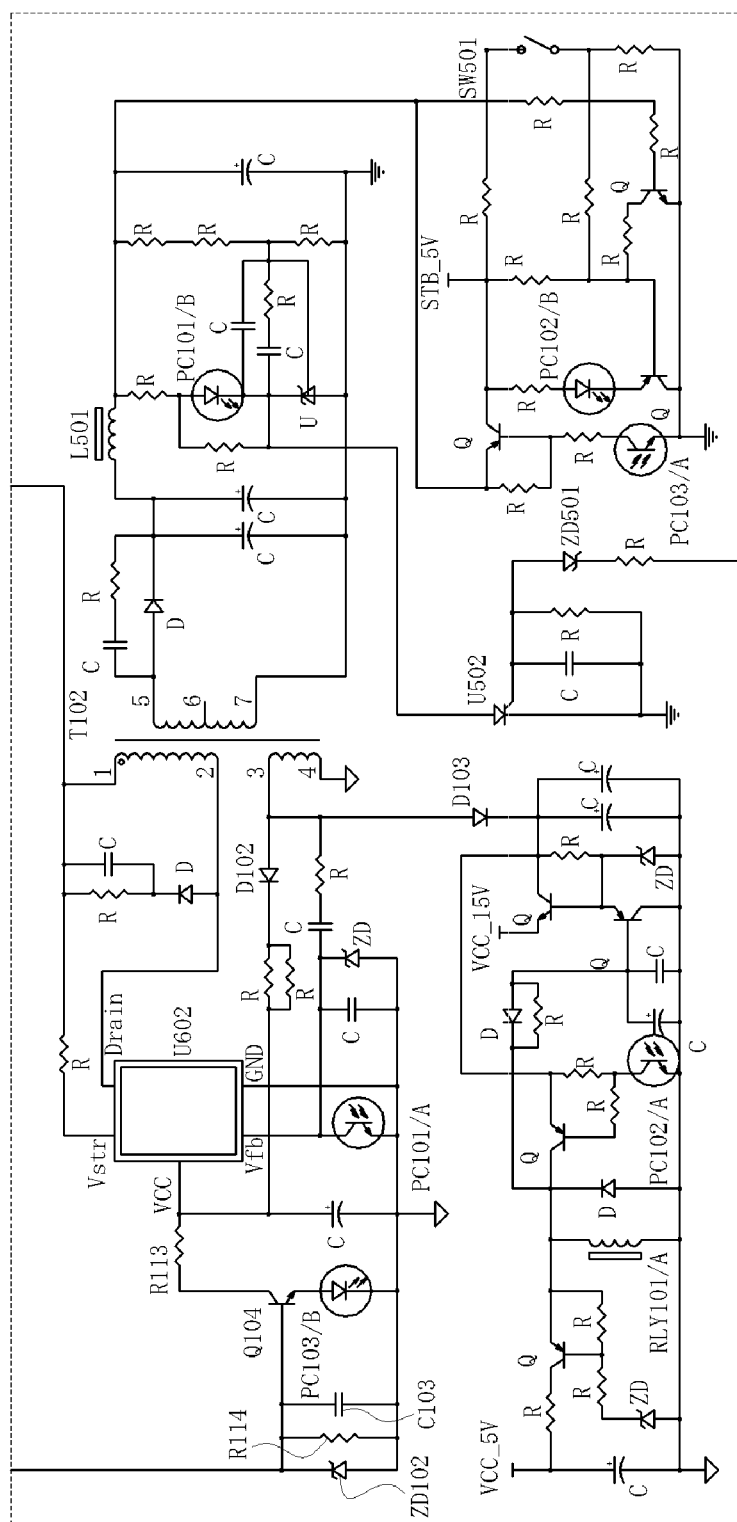 R
T102
L501
Vstr
Drain
R
C
1
C
R
5
R
R
R113
VCC
U602
D
D
6
PC101/B
R
2
C
R
R114
Q104
Vfb
GND
R
D102
3
7
C
C
R
C
C
PC103/B
R
C
4
U
R
C
C
ZD
R
C103
PC101/A
ZD102
VCC_5V
VCC_15V
D103
U502
Q
STB_5V
R
SW501
R
Q
Q
D
R
Q
R
R
PC102/B
R
R
R
R
R
Q
R
C
C
C
R
ZD501
R
R
R
Q
R
C
D
ZD
C
ZD
R
Q
R
RLY101/A
PC102/A
C
PC103/A